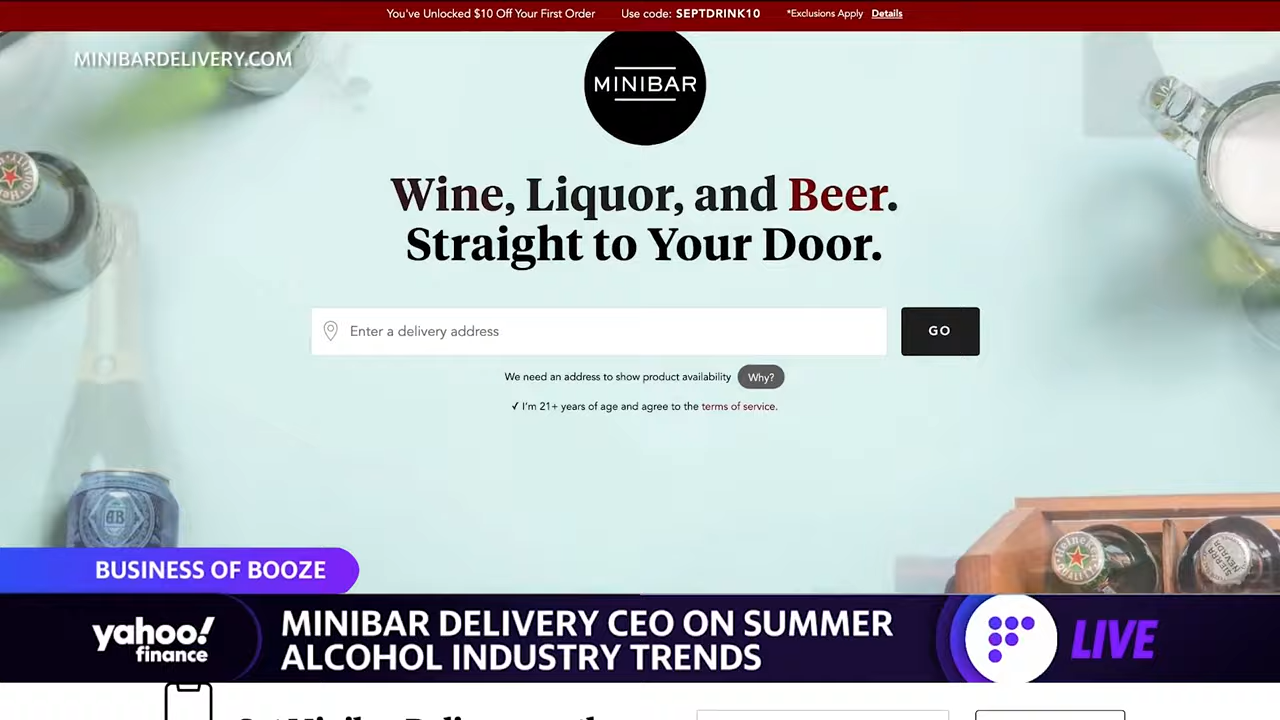 You've Unlocked $10 Off Your First Order Use code: SEPTDRINK10 *Exclusions Apply Details
MINIBARDELIVERY.COM
MINIBAR
Wine, Liquor, and Beer.
Straight to Your Door.
Enter a delivery address
GO
We need an address to show product availability Why?
✓ I'm 21+ years of age and agree to the terms of service.
Heineken
SIERRA NEVADA
BUSINESS OF BOOZE
yahoo!
finance
MINIBAR DELIVERY CEO ON SUMMER
ALCOHOL INDUSTRY TRENDS
LIVE